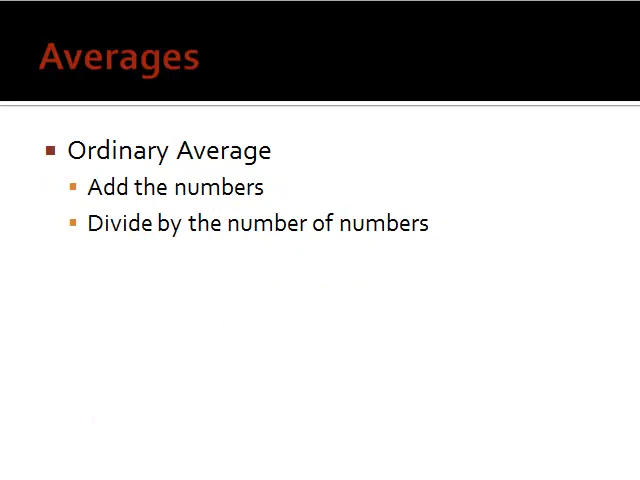 Averages
Ordinary Average
Add the numbers
Divide by the number of numbers